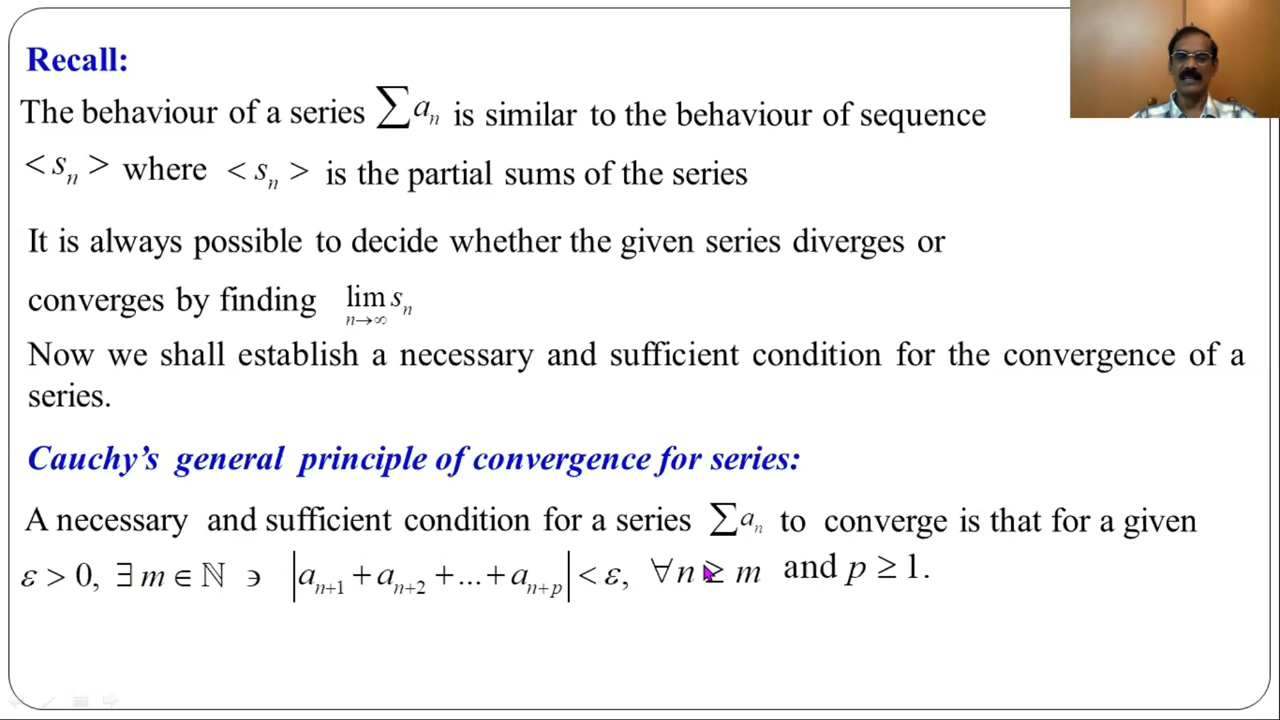 Recall:
The behaviour of a series ∑aₙ is similar to the behaviour of sequence
< sₙ > where < sₙ > is the partial sums of the series
It is always possible to decide whether the given series diverges or
converges by finding lim sₙ
n→∞
Now we shall establish a necessary and sufficient condition for the convergence of a
series.
Cauchy’s general principle of convergence for series:
A necessary and sufficient condition for a series ∑aₙ to converge is that for a given
ε > 0, ∃ m ∈ ℕ ∍ |aₙ₊₁ + aₙ₊₂ + ... + aₙ₊ₚ| < ε, ∀n ≥ m and p ≥ 1.